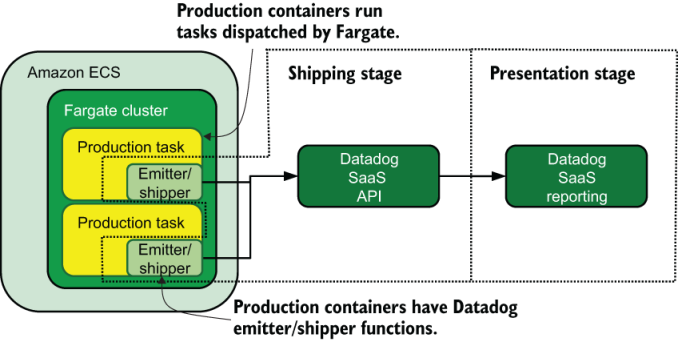 Production containers run
tasks dispatched by Fargate.
Amazon ECS
Shipping stage
Presentation stage
Fargate cluster
Production task
Emitter/
shipper
Production task
Emitter/
shipper
Datadog
SaaS
API
Datadog
SaaS
reporting
Production containers have Datadog
emitter/shipper functions.